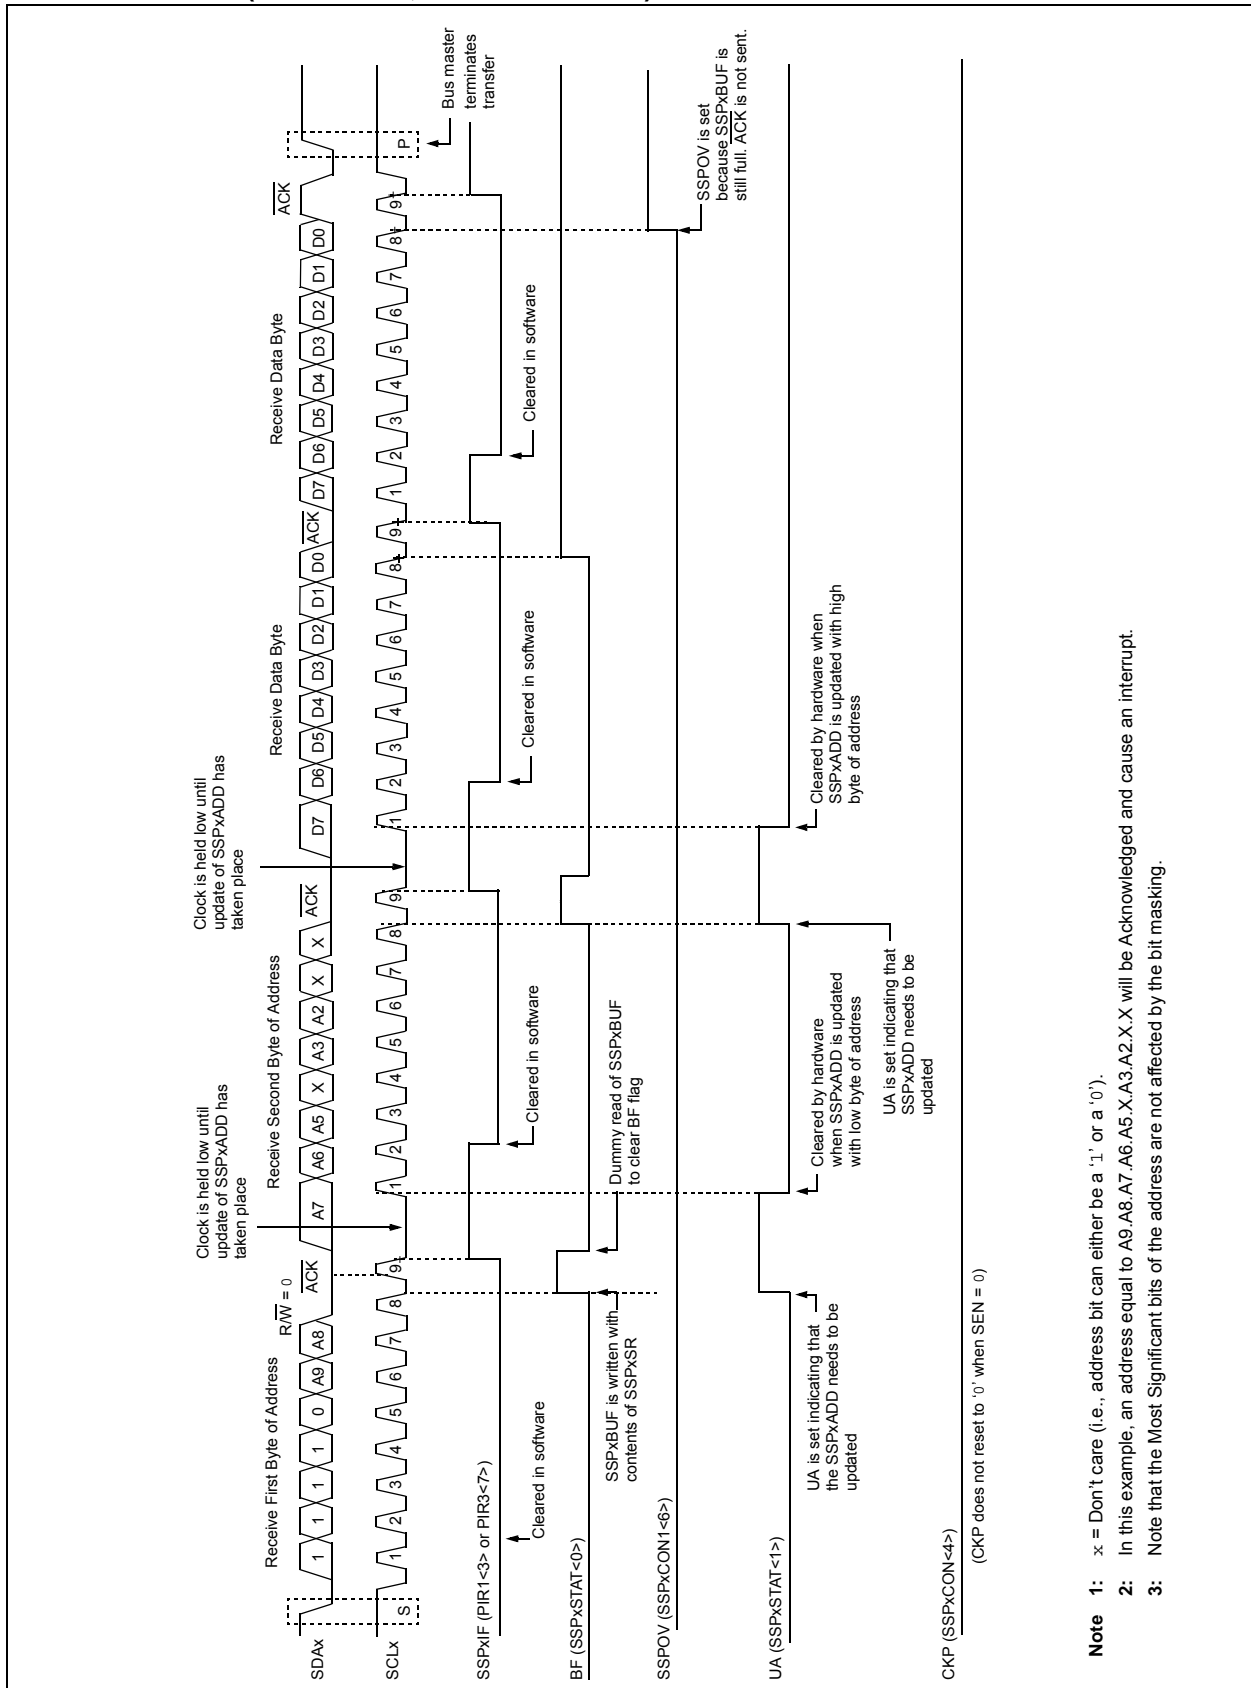 Receive First Byte of Address
R/W = 0
Receive Second Byte of Address
Receive Data Byte
Receive Data Byte
Clock is held low until
update of SSPxADD has
taken place
Clock is held low until
update of SSPxADD has
taken place
SDAx
1 1 1 1 0 A9 A8 ACK A7 A6 A5 X A3 A2 X X ACK D7 D6 D5 D4 D3 D2 D1 D0 ACK D7 D6 D5 D4 D3 D2 D1 D0 ACK
SCLx
S 1 2 3 4 5 6 7 8 9 1 2 3 4 5 6 7 8 9 1 2 3 4 5 6 7 8 9 1 2 3 4 5 6 7 8 9 P
Bus master
terminates
transfer
SSPxIF (PIR1<3> or PIR3<7>)
Cleared in software
Cleared in software
Cleared in software
Cleared in software
BF (SSPxSTAT<0>)
SSPxBUF is written with
contents of SSPxSR
Dummy read of SSPxBUF
to clear BF flag
SSPOV (SSPxCON1<6>)
SSPOV is set
because SSPxBUF is
still full. ACK is not sent.
UA (SSPxSTAT<1>)
UA is set indicating that
the SSPxADD needs to be
updated
Cleared by hardware
when SSPxADD is updated
with low byte of address
UA is set indicating that
SSPxADD needs to be
updated
Cleared by hardware when
SSPxADD is updated with high
byte of address
CKP (SSPxCON<4>)
(CKP does not reset to ‘0’ when SEN = 0)
Note 1: x = Don’t care (i.e., address bit can either be a ‘1’ or a ‘0’).
2: In this example, an address equal to A9.A8.A7.A6.A5.X.A3.A2.X.X will be Acknowledged and cause an interrupt.
3: Note that the Most Significant bits of the address are not affected by the bit masking.